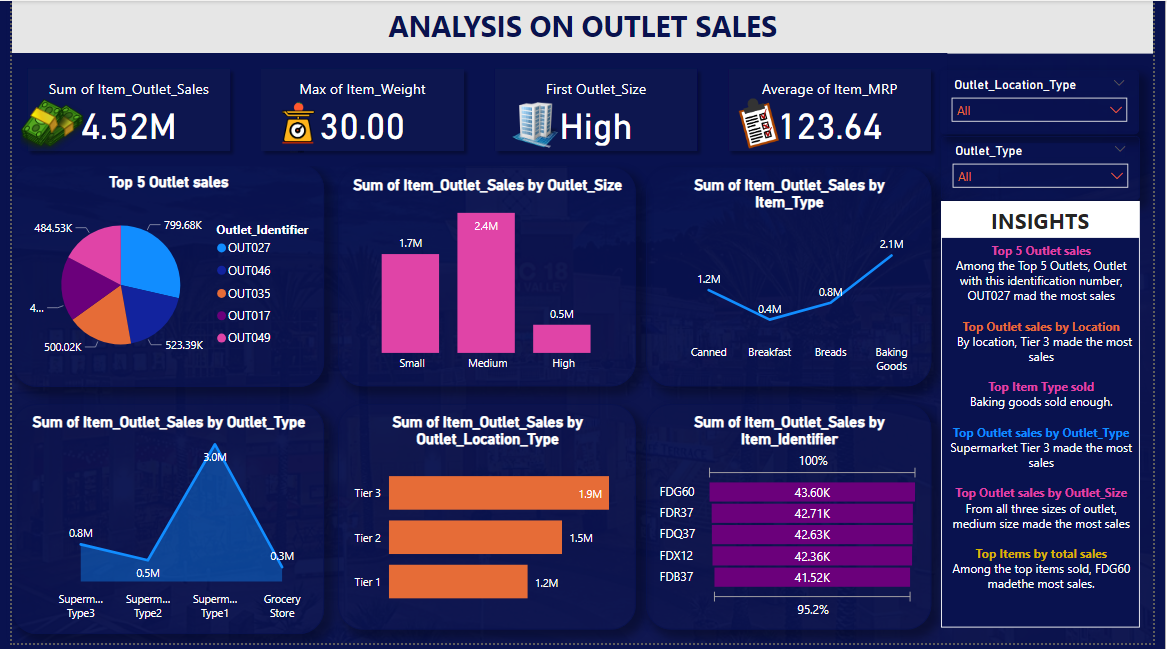 ANALYSIS ON OUTLET SALES
Sum of Item_Outlet_Sales
4.52M
Max of Item_Weight
30.00
First Outlet_Size
High
Average of Item_MRP
123.64
Outlet_Location_Type
All
Outlet_Type
All
Top 5 Outlet sales
484.53K
799.68K
4...
500.02K
523.39K
Outlet_Identifier
OUT027
OUT046
OUT035
OUT017
OUT049
Sum of Item_Outlet_Sales by Outlet_Size
1.7M
2.4M
0.5M
Small
Medium
High
Sum of Item_Outlet_Sales by
Item_Type
1.2M
0.4M
0.8M
2.1M
Canned
Breakfast
Breads
Baking
Goods
Sum of Item_Outlet_Sales by Outlet_Type
0.8M
0.5M
3.0M
0.3M
Superm...
Type3
Superm...
Type2
Superm...
Type1
Grocery
Store
Sum of Item_Outlet_Sales by
Outlet_Location_Type
Tier 3
1.9M
Tier 2
1.5M
Tier 1
1.2M
Sum of Item_Outlet_Sales by
Item_Identifier
100%
FDG60
43.60K
FDR37
42.71K
FDQ37
42.63K
FDX12
42.36K
FDB37
41.52K
95.2%
INSIGHTS
Top 5 Outlet sales
Among the Top 5 Outlets, Outlet
with this identification number,
OUT027 mad the most sales
Top Outlet sales by Location
By location, Tier 3 made the most
sales
Top Item Type sold
Baking goods sold enough.
Top Outlet sales by Outlet_Type
Supermarket Tier 3 made the most
sales
Top Outlet sales by Outlet_Size
From all three sizes of outlet,
medium size made the most sales
Top Items by total sales
Among the top items sold, FDG60
madethe most sales.